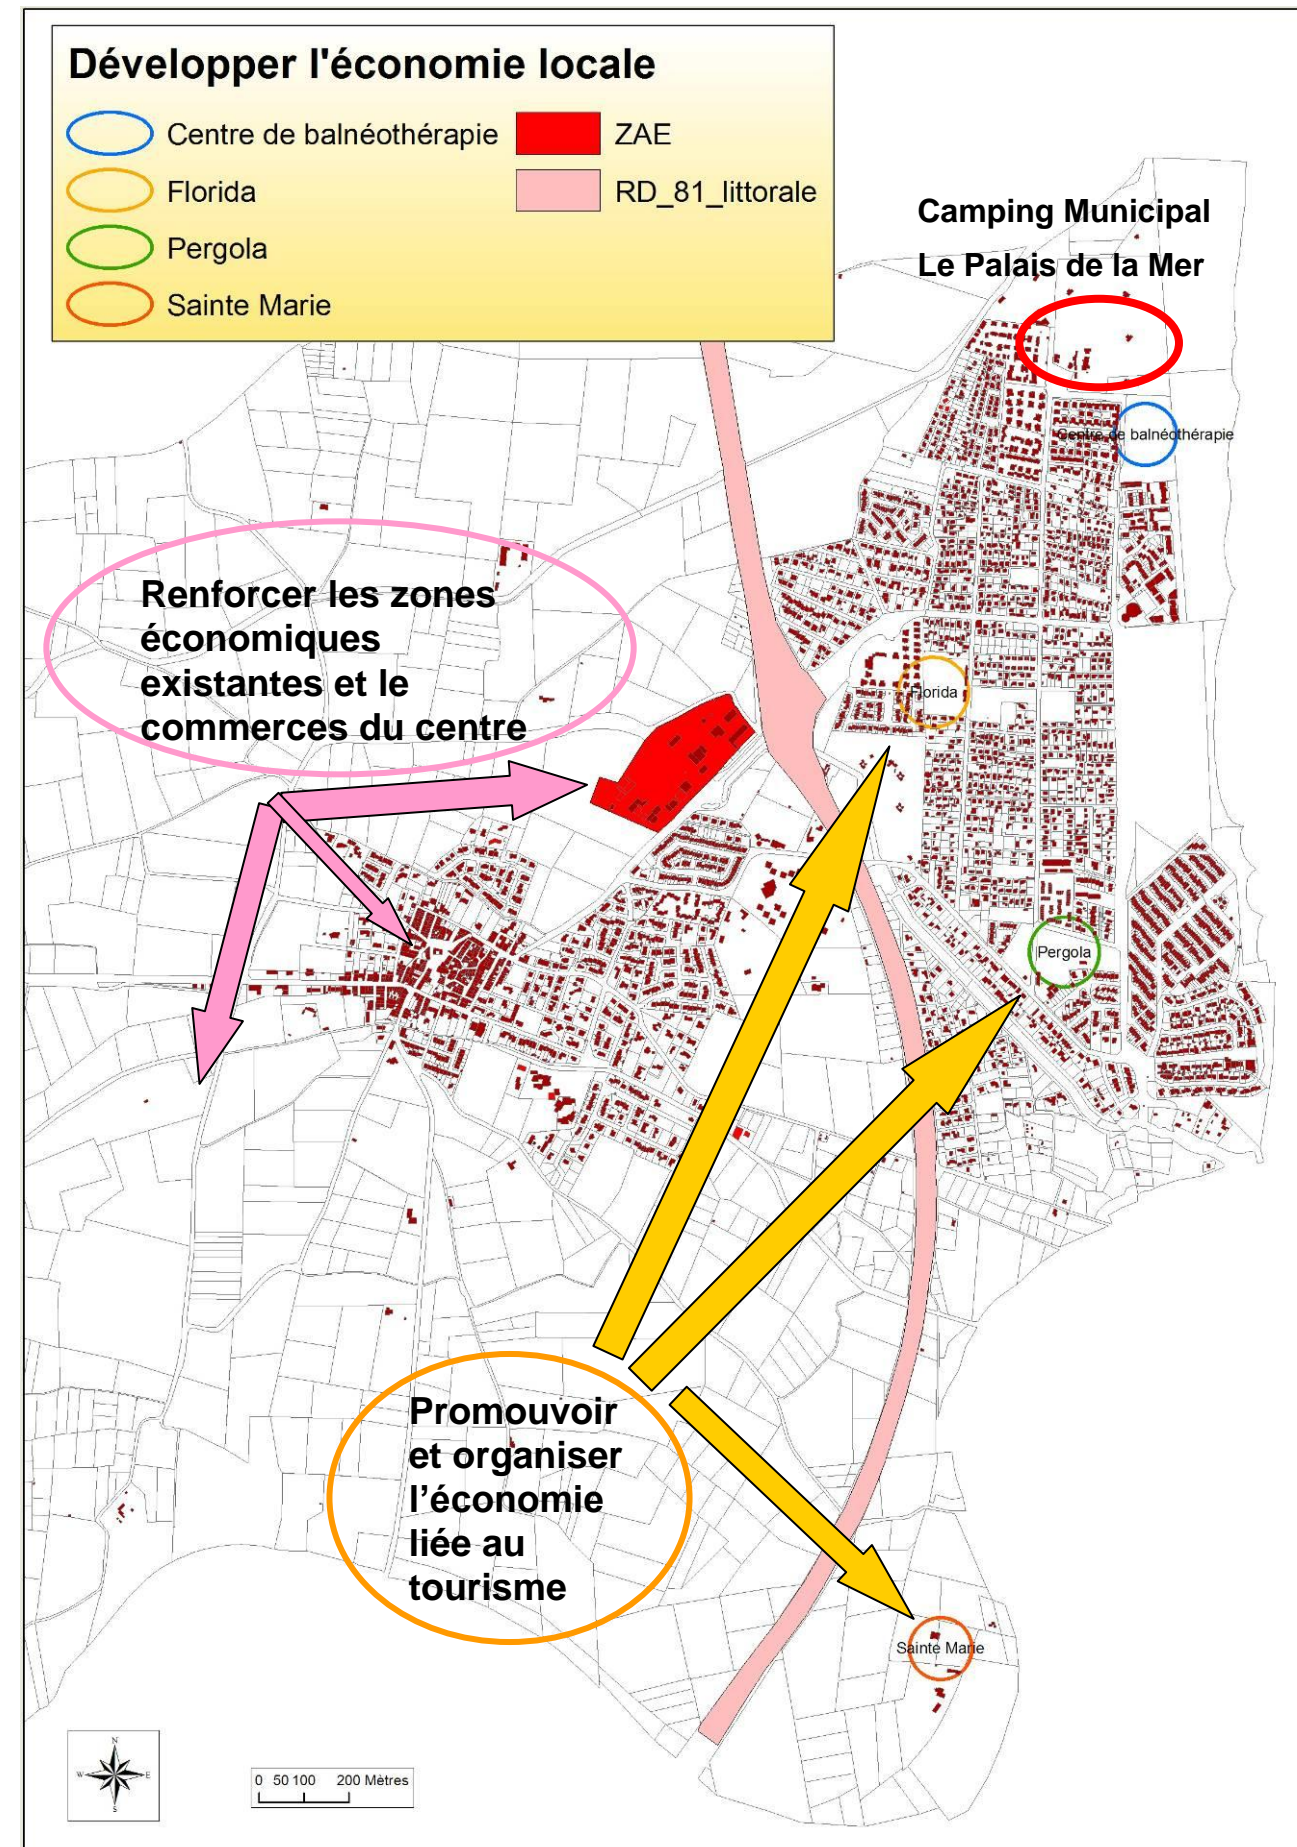 Développer l'économie locale
Centre de balnéothérapie
Florida
Pergola
Sainte Marie
ZAE
RD_81_littorale
Camping Municipal
Le Palais de la Mer
Centre de balnéothérapie
Renforcer les zones
économiques
existantes et le
commerces du centre
Florida
Pergola
Promouvoir
et organiser
l’économie
liée au
tourisme
Sainte Marie
N
W E
S
0 50 100 200 Mètres